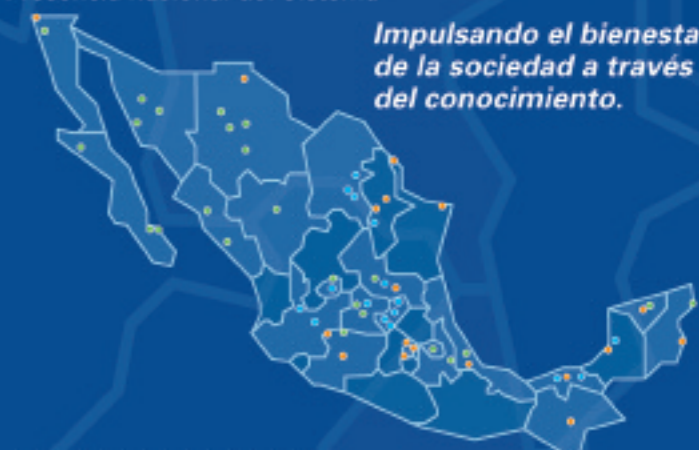 Impulsando el bienesta
de la sociedad a través
del conocimiento.